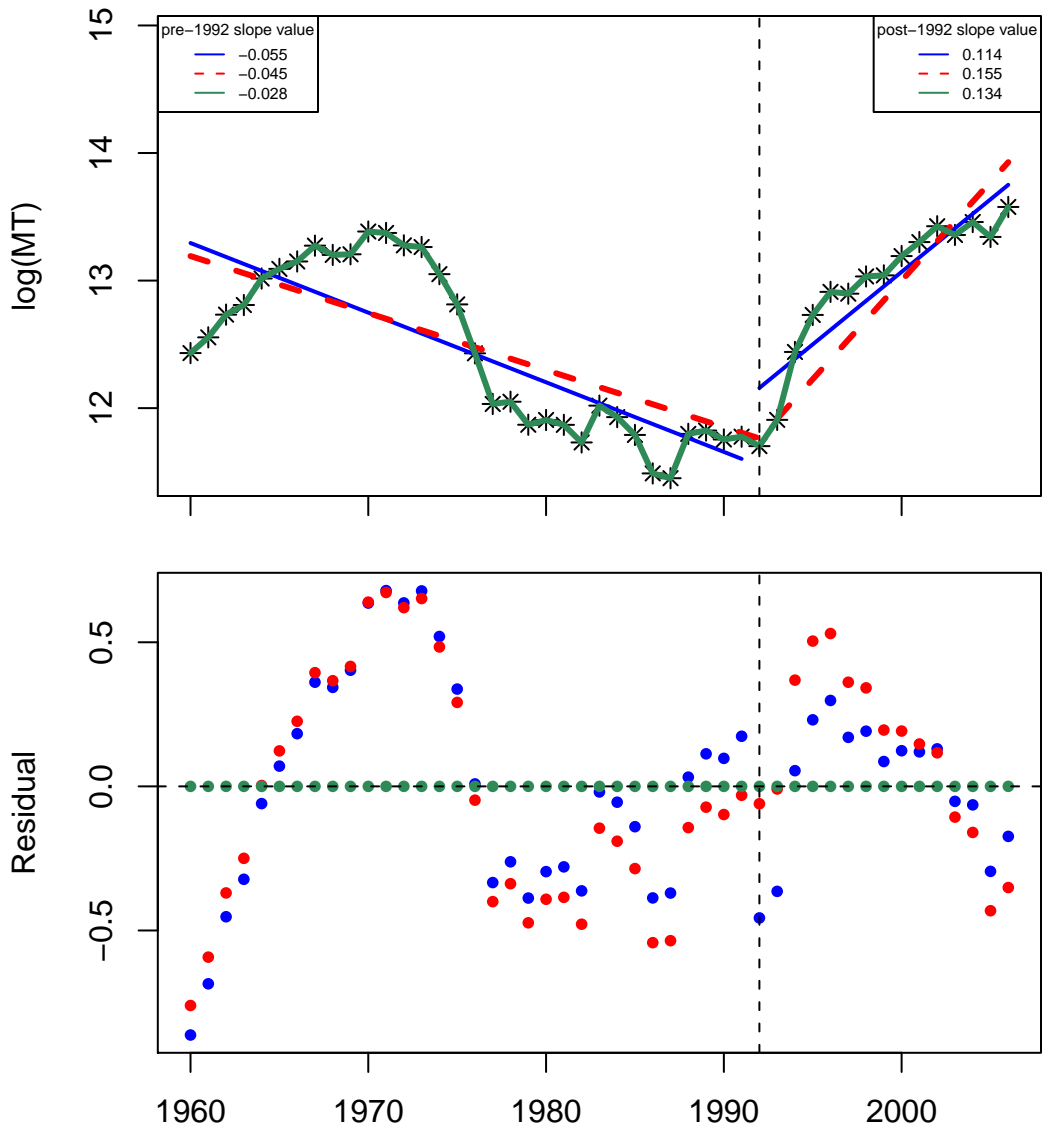 pre−1992 slope value
−0.055
−0.045
−0.028
post−1992 slope value
0.114
0.155
0.134
log(MT)
15
14
13
12
Residual
0.5
0.0
−0.5
1960 1970 1980 1990 2000